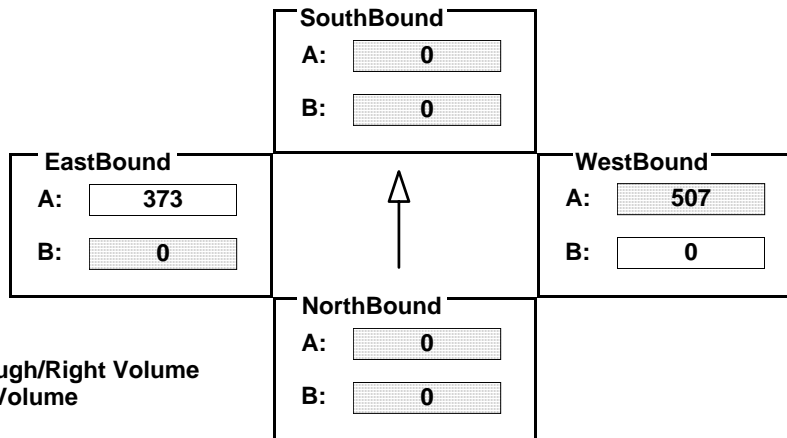 SouthBound
A: 0
B: 0
EastBound
A: 373
B: 0
WestBound
A: 507
B: 0
NorthBound
A: 0
B: 0
Volume